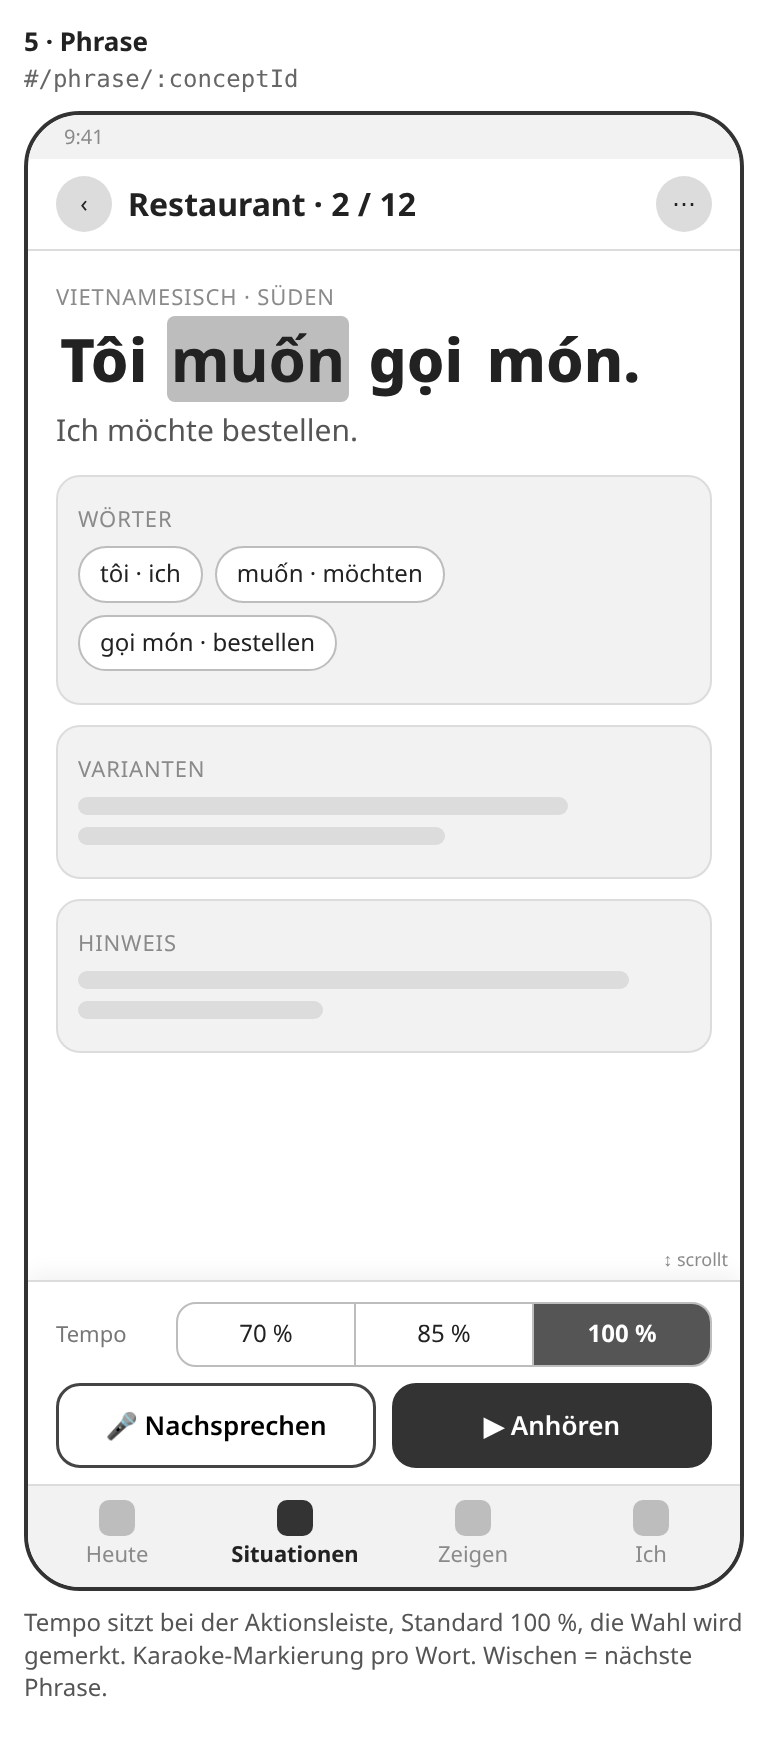 5 · Phrase
#/phrase/:conceptId
9:41
‹ Restaurant · 2 / 12 ⋯
VIETNAMESISCH · SÜDEN
Tôi muốn gọi món.
Ich möchte bestellen.
WÖRTER
tôi · ich muốn · möchten
gọi món · bestellen
VARIANTEN
HINWEIS
↕ scrollt
Tempo 70 % 85 % 100 %
🎤 Nachsprechen ▶ Anhören
Heute Situationen Zeigen Ich
Tempo sitzt bei der Aktionsleiste, Standard 100 %, die Wahl wird
gemerkt. Karaoke-Markierung pro Wort. Wischen = nächste
Phrase.